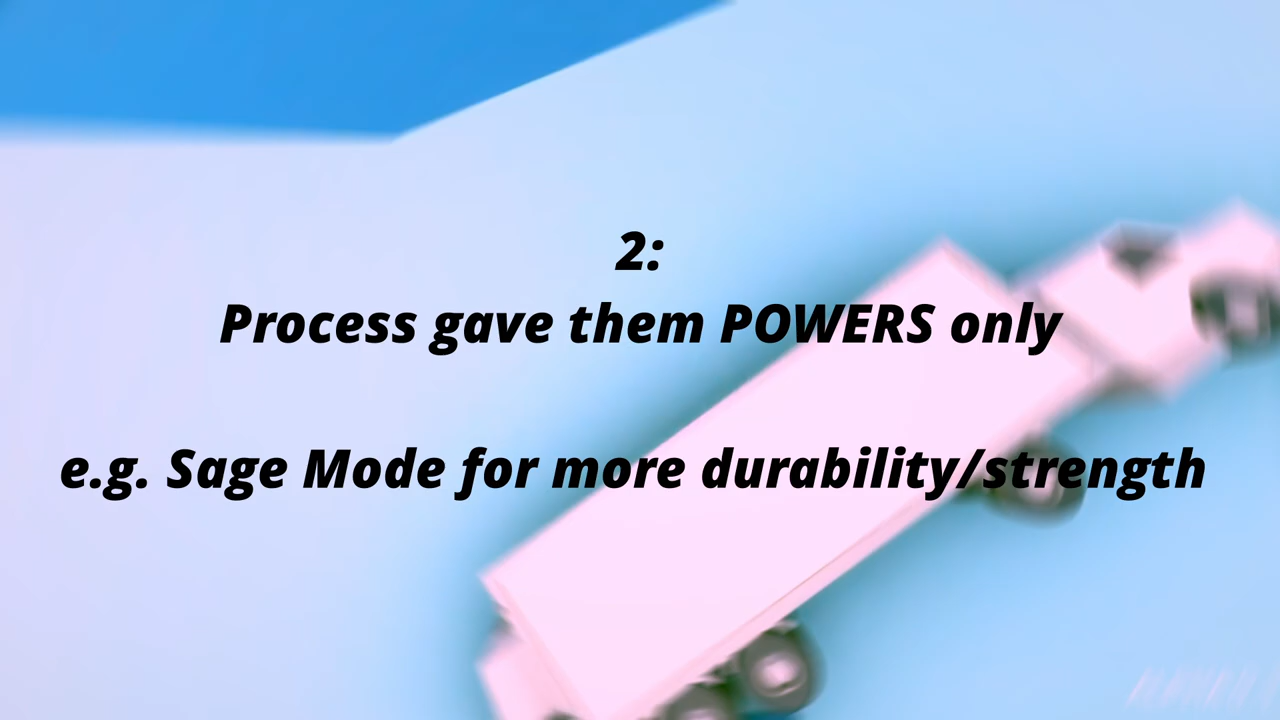 2:
Process gave them POWERS only
e.g. Sage Mode for more durability/strength